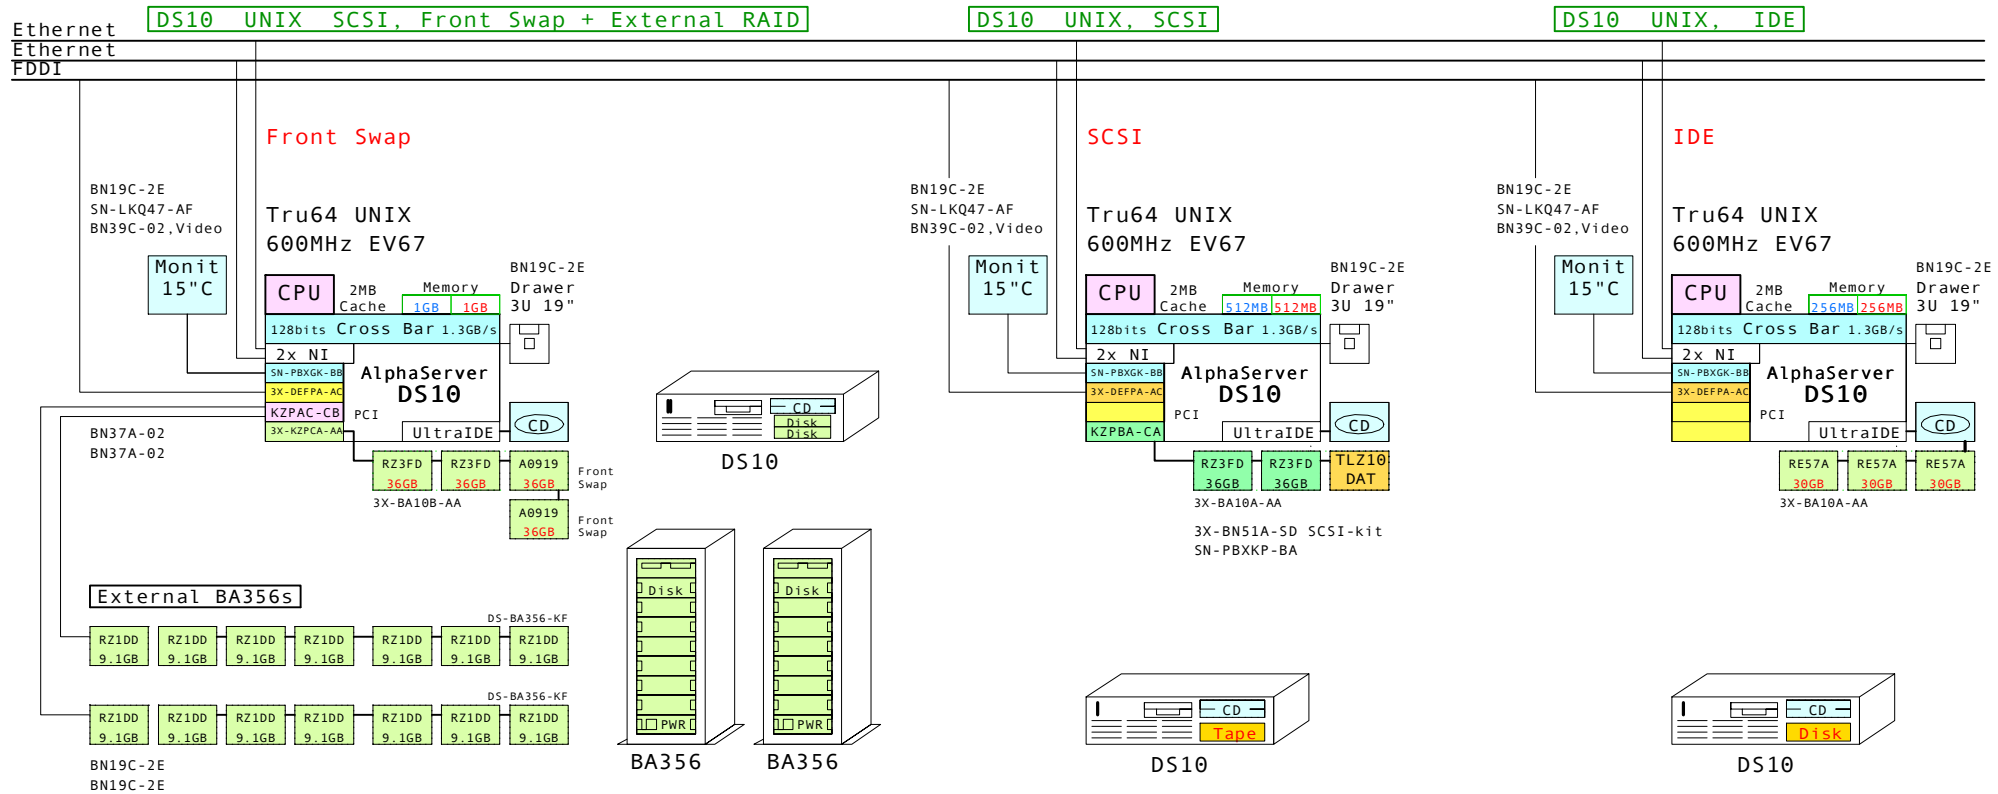 DS10 UNIX SCSI, Front Swap + External RAID
DS10 UNIX, SCSI
DS10 UNIX, IDE
Ethernet
Ethernet
FDDI
Front Swap
BN19C-2E
SN-LKQ47-AF
BN39C-02,Video
Tru64 UNIX
600MHz EV67
Monit
15"C
CPU
2MB
Cache
Memory
1GB 1GB
BN19C-2E
Drawer
3U 19"
128bits Cross Bar 1.3GB/s
2x NI
SN-PBXGK-BB
3X-DEFPA-AC
KZPAC-CB
3X-KZPCA-AA
AlphaServer
DS10
PCI
UltraIDE
CD
BN37A-02
BN37A-02
RZ3FD
36GB
RZ3FD
36GB
A0919
36GB
Front
Swap
3X-BA10B-AA
A0919
36GB
Front
Swap
External BA356s
DS-BA356-KF
RZ1DD RZ1DD RZ1DD RZ1DD RZ1DD RZ1DD RZ1DD
9.1GB 9.1GB 9.1GB 9.1GB 9.1GB 9.1GB 9.1GB
DS-BA356-KF
RZ1DD RZ1DD RZ1DD RZ1DD RZ1DD RZ1DD RZ1DD
9.1GB 9.1GB 9.1GB 9.1GB 9.1GB 9.1GB 9.1GB
BN19C-2E
BN19C-2E
CD
Disk
Disk
DS10
Disk
PWR
BA356
Disk
PWR
BA356
SCSI
BN19C-2E
SN-LKQ47-AF
BN39C-02,Video
Tru64 UNIX
600MHz EV67
Monit
15"C
CPU
2MB
Cache
Memory
512MB 512MB
BN19C-2E
Drawer
3U 19"
128bits Cross Bar 1.3GB/s
2x NI
SN-PBXGK-BB
3X-DEFPA-AC
KZPBA-CA
AlphaServer
DS10
PCI
UltraIDE
CD
RZ3FD
36GB
RZ3FD
36GB
TLZ10
DAT
3X-BA10A-AA
3X-BN51A-SD SCSI-kit
SN-PBXKP-BA
CD
Tape
DS10
IDE
BN19C-2E
SN-LKQ47-AF
BN39C-02,Video
Tru64 UNIX
600MHz EV67
Monit
15"C
CPU
2MB
Cache
Memory
256MB 256MB
BN19C-2E
Drawer
3U 19"
128bits Cross Bar 1.3GB/s
2x NI
SN-PBXGK-BB
3X-DEFPA-AC
AlphaServer
DS10
PCI
UltraIDE
CD
RE57A
30GB
RE57A
30GB
RE57A
30GB
3X-BA10A-AA
CD
Disk
DS10